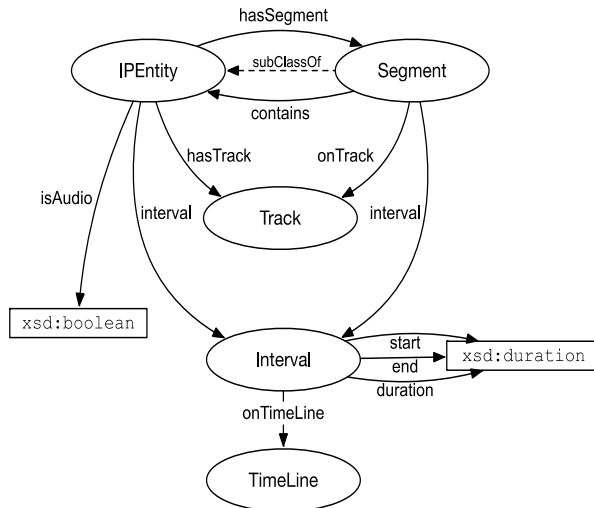 hasSegment
IPEntity
subClassOf
Segment
contains
hasTrack
onTrack
isAudio
interval
Track
interval
xsd:boolean
Interval
start
end
duration
xsd:duration
onTimeLine
TimeLine